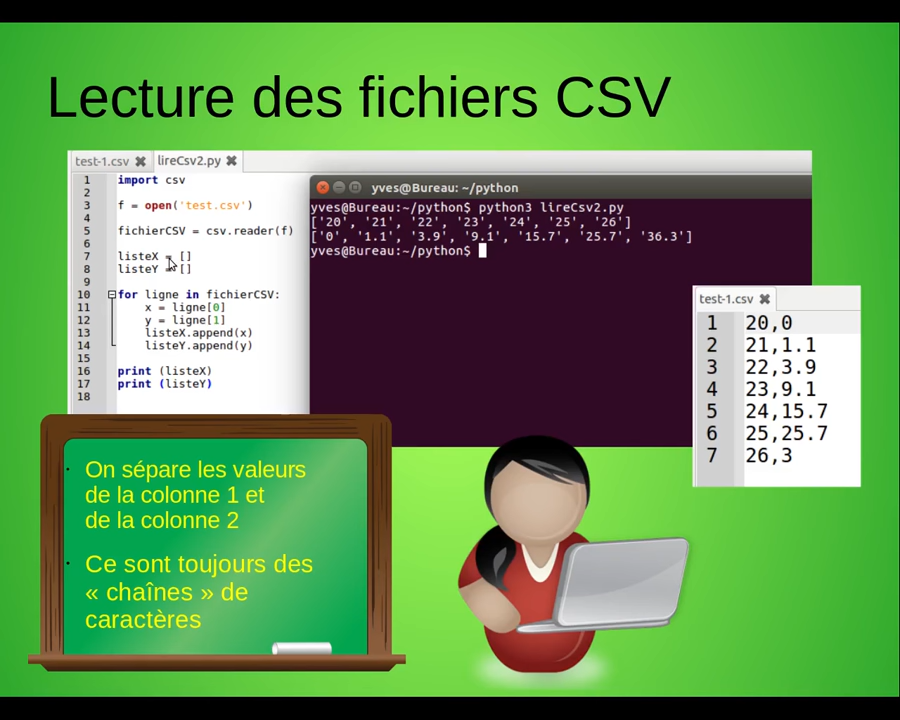 Lecture des fichiers CSV
test-1.csv ✖ lireCsv2.py ✖
1 import csv
2
3 f = open('test.csv')
4
5 fichierCSV = csv.reader(f)
6
7 listeX = []
8 listeY = []
9
10 for ligne in fichierCSV:
11 x = ligne[0]
12 y = ligne[1]
13 listeX.append(x)
14 listeY.append(y)
15
16 print (listeX)
17 print (listeY)
18
yves@Bureau: ~/python
yves@Bureau:~/python$ python3 lireCsv2.py
['20', '21', '22', '23', '24', '25', '26']
['0', '1.1', '3.9', '9.1', '15.7', '25.7', '36.3']
yves@Bureau:~/python$
test-1.csv ✖
1 20,0
2 21,1.1
3 22,3.9
4 23,9.1
5 24,15.7
6 25,25.7
7 26,3
On sépare les valeurs
de la colonne 1 et
de la colonne 2
Ce sont toujours des
« chaînes » de
caractères